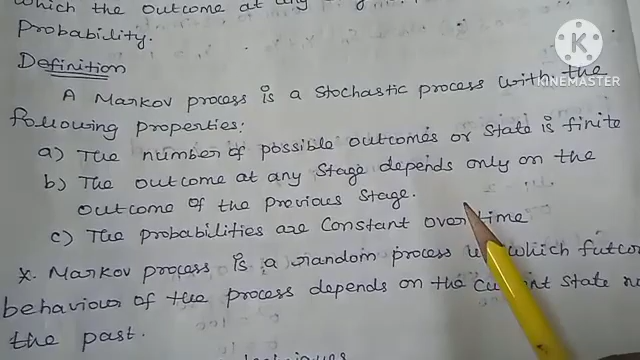 which the outcome at any
Probability.
Definition
A Markov process is a stochastic process with the
following properties:
a) The number of possible outcomes or state is finite
b) The outcome at any stage depends only on the
outcome of the previous stage.
c) The probabilities are constant over time
*. Markov process is a random process in which future
behaviour of the process depends on the current state no
the past.
techniques
KINEMASTER